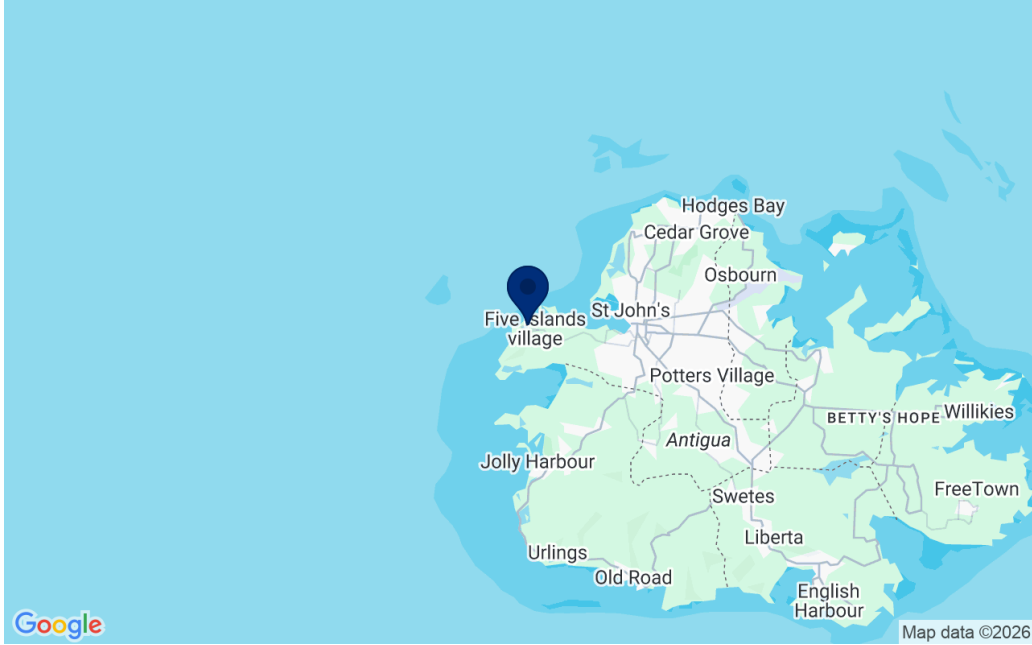 Hodges Bay
Cedar Grove
Osbourn
St John's
Five Islands
village
Potters Village
BETTY'S HOPE
Willikies
Antigua
Jolly Harbour
FreeTown
Swetes
Liberta
Urlings
Old Road
English
Harbour
Google
Map data ©2026